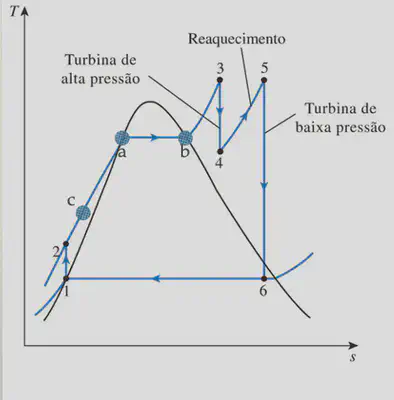 T
Reaquecimento
Turbina de
alta pressão
3
5
Turbina de
baixa pressão
a
b
4
c
2
1
6
s